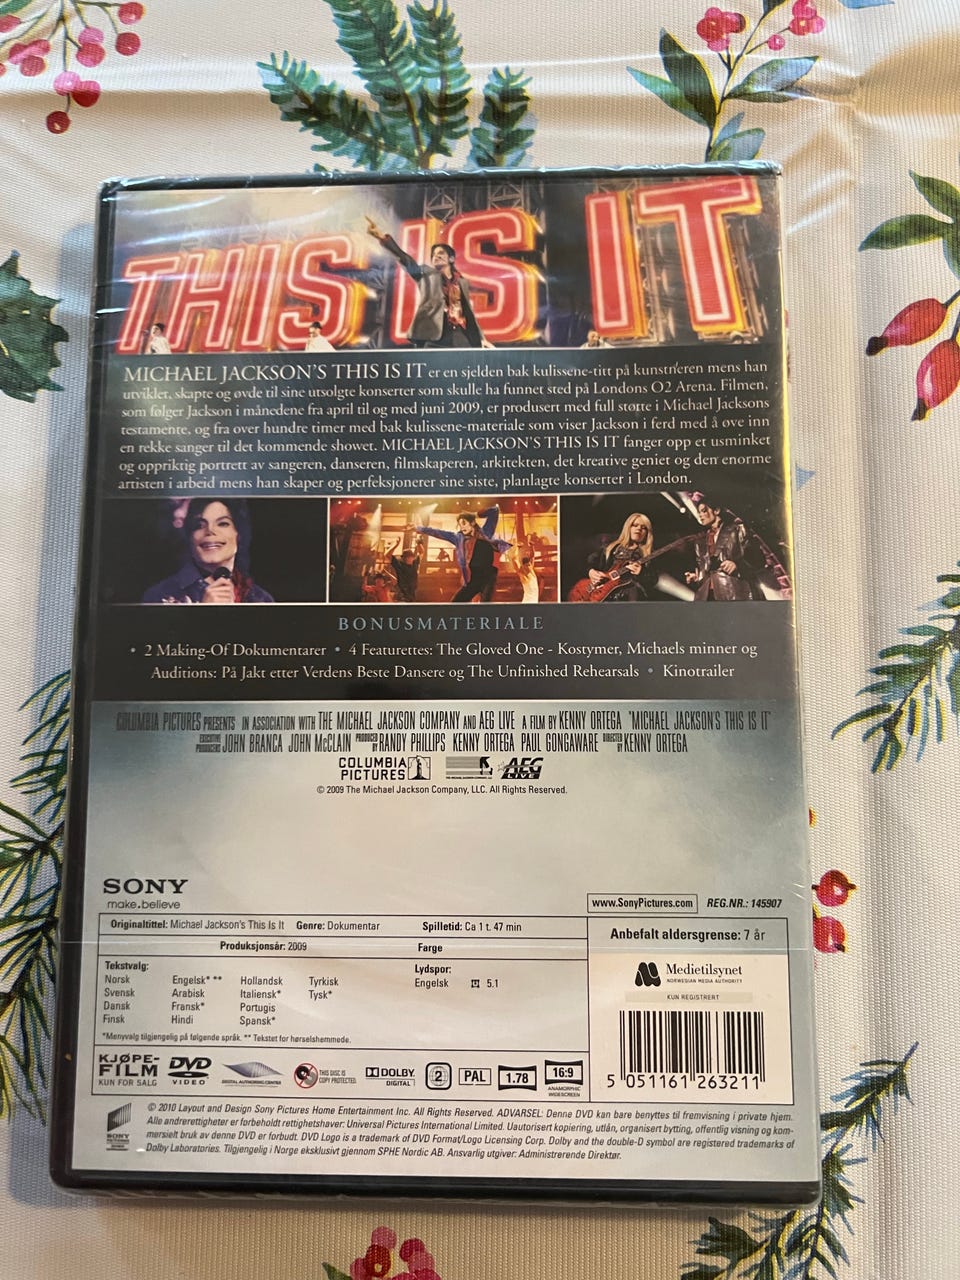 THIS IS IT
MICHAEL JACKSON'S THIS IS IT er en sjelden bak kulissene-titt på kunstneren mens han
utviklet, skapte og øvde til sine utsolgte konserter som skulle ha funnet sted på Londons O2 Arena. Filmen,
som følger Jackson i månedene fra april til og med juni 2009, er produsert med full støtte i Michael Jacksons
testamente, og fra over hundre timer med bak kulissene-materiale som viser Jackson i ferd med å øve inn
en rekke sanger til det kommende showet. MICHAEL JACKSON'S THIS IS IT fanger opp et usminket
og oppriktig portrett av sangeren, danseren, filmskaperen, arkitekten, det kreative geniet og den enorme
artisten i arbeid mens han skaper og perfeksjonerer sine siste, planlagte konserter i London.
BONUSMATERIALE
• 2 Making-Of Dokumentarer • 4 Featurettes: The Gloved One - Kostymer, Michaels minner og
Auditions: På Jakt etter Verdens Beste Dansere og The Unfinished Rehearsals • Kinotrailer
COLUMBIA PICTURES PRESENTS IN ASSOCIATION WITH THE MICHAEL JACKSON COMPANY AND AEG LIVE A FILM BY KENNY ORTEGA "MICHAEL JACKSON'S THIS IS IT"
EXECUTIVE PRODUCERS JOHN BRANCA JOHN McCLAIN PRODUCED BY RANDY PHILLIPS KENNY ORTEGA PAUL GONGAWARE DIRECTED BY KENNY ORTEGA
COLUMBIA PICTURES AEG
© 2009 The Michael Jackson Company, LLC. All Rights Reserved.
SONY
make.believe
www.SonyPictures.com REG.NR.: 145907
Originaltittel: Michael Jackson's This Is It Genre: Dokumentar Spilletid: Ca 1 t. 47 min
Produksjonsår: 2009 Farge
Anbefalt aldersgrense: 7 år
Tekstvalg:
Norsk Engelsk* ** Hollandsk Tyrkisk
Svensk Arabisk Italiensk* Tysk*
Dansk Fransk* Portugis
Finsk Hindi Spansk*
*Menyvalg tilgjengelig på følgende språk. ** Tekstet for hørselshemmede.
Lydspor:
Engelsk 5.1
Medietilsynet
NORWEGIAN MEDIA AUTHORITY
KUN REGISTRERT
5 051161 263211
KJØPE-
FILM
KUN FOR SALG
DVD
VIDEO
DIGITAL AUTHORING CENTER
THIS DISC IS
COPY PROTECTED
DOLBY
DIGITAL
2
PAL
1.78
16:9
ANAMORPHIC
WIDESCREEN
SONY
PICTURES
© 2010 Layout and Design Sony Pictures Home Entertainment Inc. All Rights Reserved. ADVARSEL: Denne DVD kan bare benyttes til fremvisning i private hjem.
Alle andrerettigheter er forbeholdt rettighetshaver: Universal Pictures International Limited. Uautorisert kopiering, utlån, organisert bytting, offentlig visning og kom-
mersielt bruk av denne DVD er forbudt. DVD Logo is a trademark of DVD Format/Logo Licensing Corp. Dolby and the double-D symbol are registered trademarks of
Dolby Laboratories. Tilgjengelig i Norge eksklusivt gjennom SPHE Nordic AB. Ansvarlig utgiver: Administrerende Direktør.